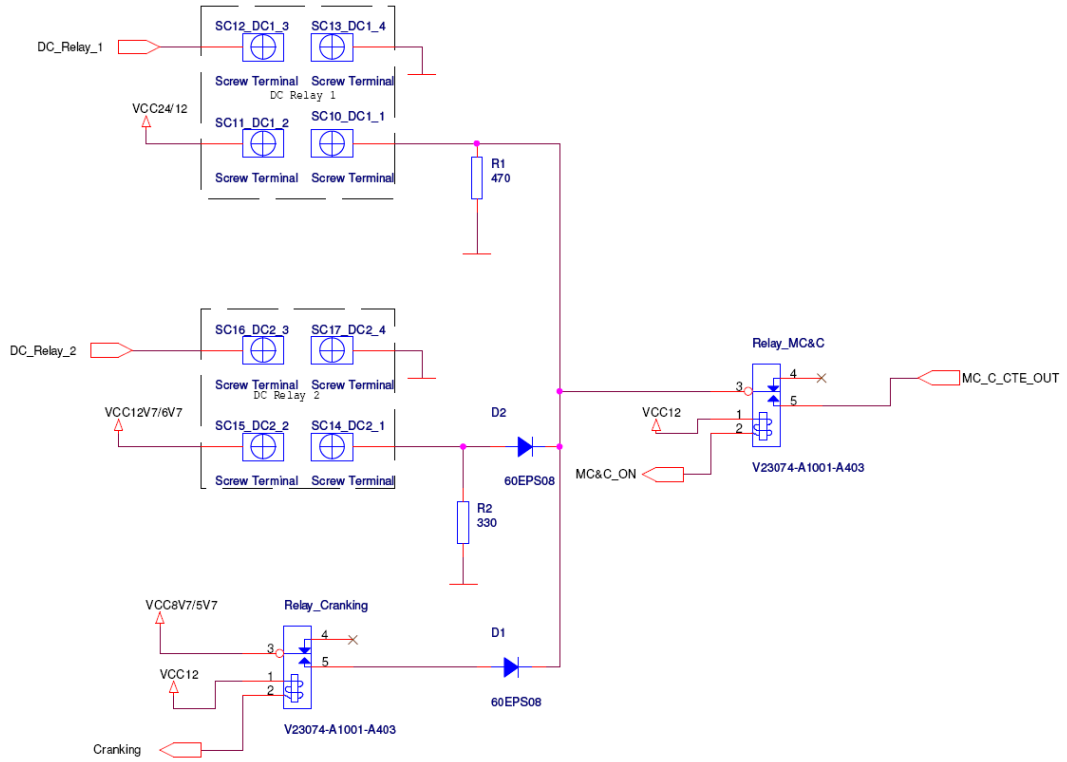 SC12_DC1_3 SC13_DC1_4
DC_Relay_1
Screw Terminal Screw Terminal
DC Relay 1
VCC24/12
SC11_DC1_2 SC10_DC1_1
Screw Terminal Screw Terminal
R1
470
SC16_DC2_3 SC17_DC2_4
DC_Relay_2
Screw Terminal Screw Terminal
DC Relay 2
VCC12V7/6V7
SC15_DC2_2 SC14_DC2_1
Screw Terminal Screw Terminal
D2
60EPS08
R2
330
Relay_MC&C
4
3
5
MC_C_CTE_OUT
VCC12
1
2
MC&C_ON
V23074-A1001-A403
VCC8V7/5V7
Relay_Cranking
4
3
5
VCC12
1
2
V23074-A1001-A403
Cranking
D1
60EPS08